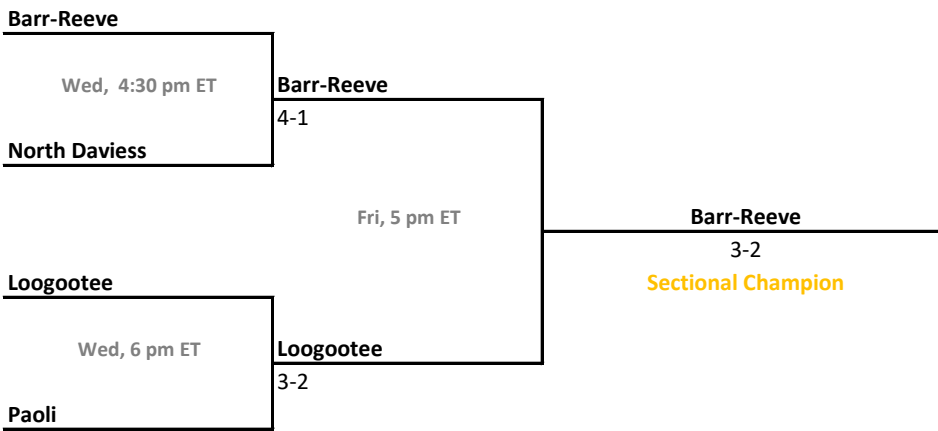 Barr-Reeve
Wed, 4:30 pm ET
Barr-Reeve
4-1
North Daviess
Fri, 5 pm ET
Barr-Reeve
3-2
Sectional Champion
Loogootee
Wed, 6 pm ET
Loogootee
3-2
Paoli